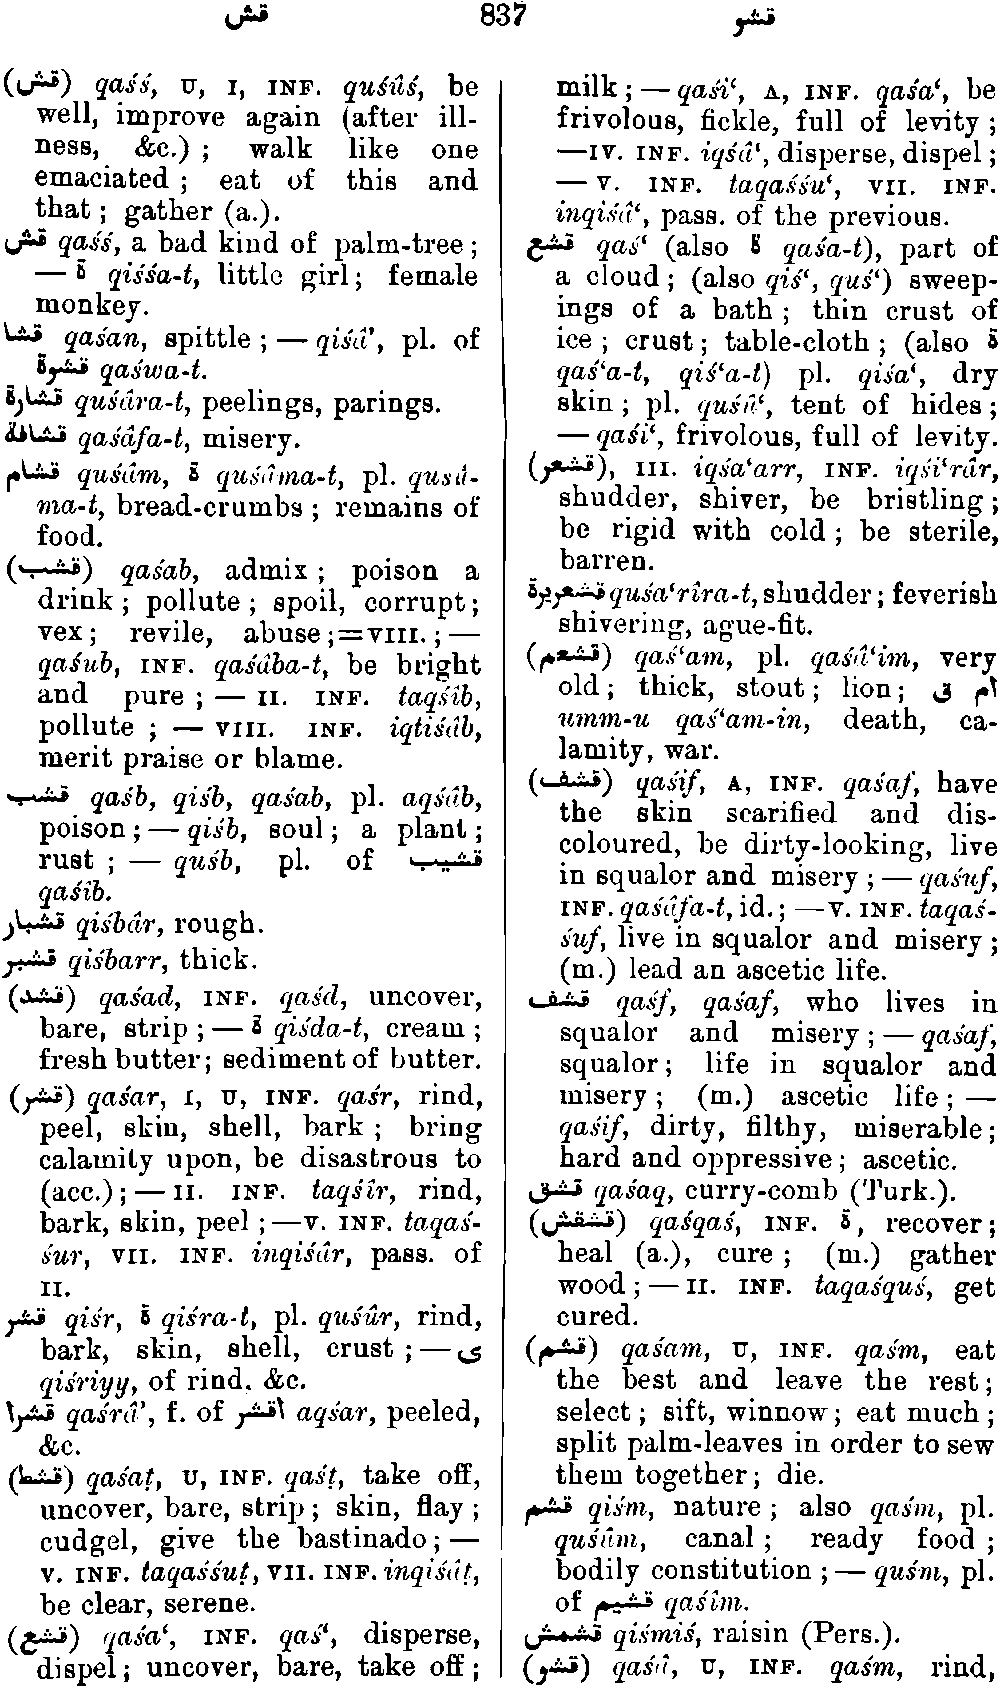 قش 837 قشو
(قش) qaśś, U, I, INF. quśûś, be
well, improve again (after ill-
ness, &c.) ; walk like one
emaciated ; eat of this and
that ; gather (a.).
قش qaśś, a bad kind of palm-tree ;
— ة qiśśa-t, little girl ; female
monkey.
قشا qaśan, spittle ; — qiśâ’, pl. of
قشوة qaśwa-t.
قشارة quśâra-t, peelings, parings.
قشافة qaśâfa-t, misery.
قشام quśâm, ة quśâma-t, pl. quśâ-
ma-t, bread-crumbs ; remains of
food.
(قشب) qaśab, admix ; poison a
drink ; pollute ; spoil, corrupt ;
vex ; revile, abuse ;=VIII. ; —
qaśub, INF. qaśâba-t, be bright
and pure ; — II. INF. taqśîb,
pollute ; — VIII. INF. iqtiśâb,
merit praise or blame.
قشب qaśb, qiśb, qaśab, pl. aqśâb,
poison ; — qiśb, soul ; a plant ;
rust ; — quśb, pl. of قشيب
qaśîb.
قشبار qiśbâr, rough.
قشبر qiśbarr, thick.
(قشد) qaśad, INF. qaśd, uncover,
bare, strip ; — ة qiśda-t, cream ;
fresh butter ; sediment of butter.
(قشر) qaśar, I, U, INF. qaśr, rind,
peel, skin, shell, bark ; bring
calamity upon, be disastrous to
(acc.) ; — II. INF. taqśîr, rind,
bark, skin, peel ; —V. INF. taqaś-
śur, VII. INF. inqiśâr, pass. of
II.
قشر qiśr, ة qiśra-t, pl. quśûr, rind,
bark, skin, shell, crust ; — ى
qiśriyy, of rind, &c.
قشرا qaśrâ’, f. of اقشر aqśar, peeled,
&c.
(قشط) qaśaṭ, U, INF. qaśṭ, take off,
uncover, bare, strip ; skin, flay ;
cudgel, give the bastinado ; —
V. INF. taqaśśuṭ, VII. INF. inqiśâṭ,
be clear, serene.
(قشع) qaśa‘, INF. qaś‘, disperse,
dispel ; uncover, bare, take off ;
milk ; — qaśi‘, A, INF. qaśa‘, be
frivolous, fickle, full of levity ;
—IV. INF. iqśâ‘, disperse, dispel ;
— V. INF. taqaśśu‘, VII. INF.
inqiśâ‘, pass. of the previous.
قشع qaś‘ (also ة qaśa-t), part of
a cloud ; (also qiś‘, quś‘) sweep-
ings of a bath ; thin crust of
ice ; crust ; table-cloth ; (also ة
qaś‘a-t, qiś‘a-t) pl. qiśa‘, dry
skin ; pl. quśû‘, tent of hides ;
— qaśi‘, frivolous, full of levity.
(قشعر), III. iqśa‘arr, INF. iqśi‘râr,
shudder, shiver, be bristling ;
be rigid with cold ; be sterile,
barren.
قشعريرة quśa‘rîra-t, shudder ; feverish
shivering, ague-fit.
(قشعم) qaś‘am, pl. qaśâ‘im, very
old ; thick, stout ; lion ; ام ق
umm-u qaś‘am-in, death, ca-
lamity, war.
(قشف) qaśif, A, INF. qaśaf, have
the skin scarified and dis-
coloured, be dirty-looking, live
in squalor and misery ; — qaśuf,
INF. qaśâfa-t, id. ; —V. INF. taqaś-
śuf, live in squalor and misery ;
(m.) lead an ascetic life.
قشف qaśf, qaśaf, who lives in
squalor and misery ; — qaśaf,
squalor ; life in squalor and
misery ; (m.) ascetic life ; —
qaśif, dirty, filthy, miserable ;
hard and oppressive ; ascetic.
قشق qaśaq, curry-comb (Turk.).
(قشقش) qaśqaś, INF. ة, recover ;
heal (a.), cure ; (m.) gather
wood ; — II. INF. taqaśquś, get
cured.
(قشم) qaśam, U, INF. qaśm, eat
the best and leave the rest ;
select ; sift, winnow ; eat much ;
split palm-leaves in order to sew
them together ; die.
قشم qiśm, nature ; also qaśm, pl.
quśûm, canal ; ready food ;
bodily constitution ; — quśm, pl.
of قشيم qaśîm.
قشمش qiśmiś, raisin (Pers.).
(قشو) qaśâ, U, INF. qaśm, rind,